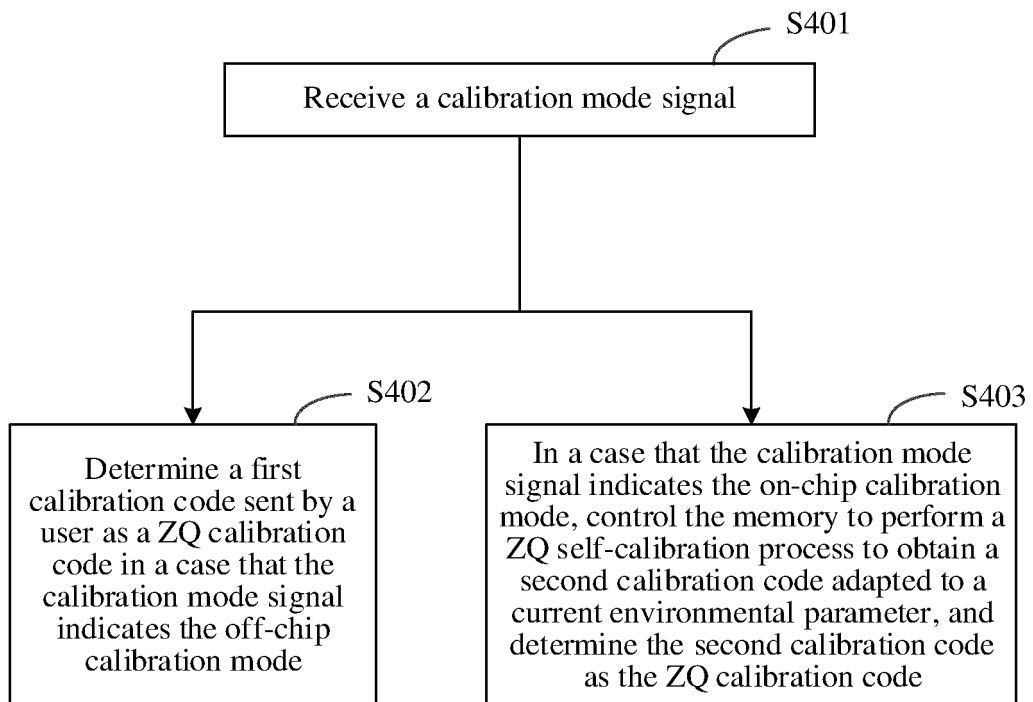 S401
Receive a calibration mode signal
S402
Determine a first
calibration code sent by a
user as a ZQ calibration
code in a case that the
calibration mode signal
indicates the off-chip
calibration mode
S403
In a case that the calibration mode
signal indicates the on-chip calibration
mode, control the memory to perform a
ZQ self-calibration process to obtain a
second calibration code adapted to a
current environmental parameter, and
determine the second calibration code
as the ZQ calibration code